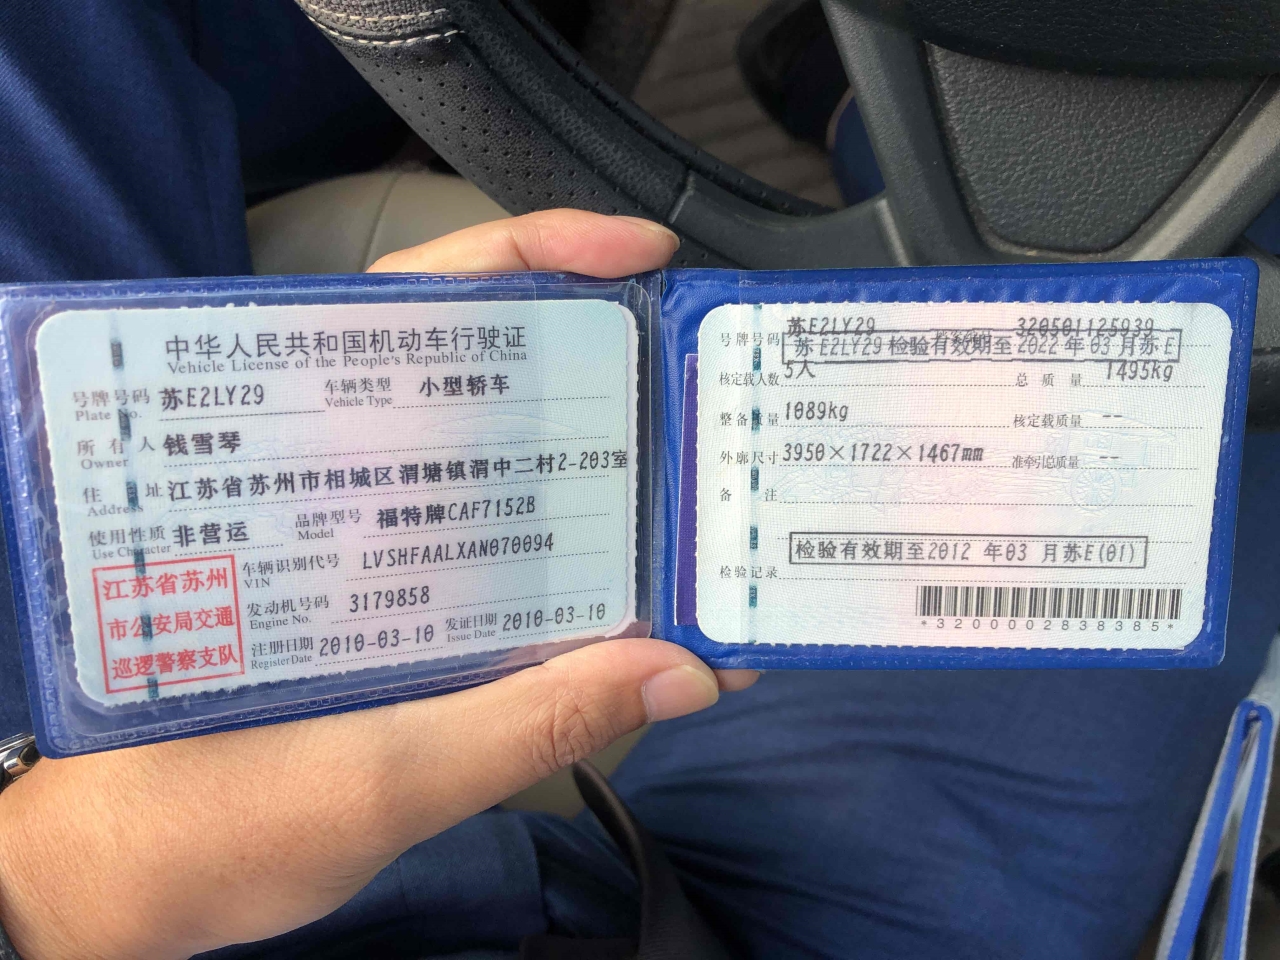 中华人民共和国机动车行驶证
Vehicle License of the People's Republic of China
号牌号码 苏E2LY29 车辆类型 小型轿车
Plate No. Vehicle Type
所有人 钱雪琴
Owner
住址 江苏省苏州市相城区渭塘镇渭中二村2-203室
Address
使用性质 非营运 品牌型号 福特牌CAF7152B
Use Character Model
车辆识别代号 LVSHFAALXAN070094
VIN
发动机号码 3179858
Engine No.
注册日期 2010-03-10 发证日期 2010-03-10
Register Date Issue Date
江苏省苏州
市公安局交通
巡逻警察支队
号牌号码 苏E2LY29 320501125939
苏E2LY29 检验有效期至2022年03月苏E
核定载人数 5人 总质量 1495kg
整备质量 1089kg 核定载质量 --
外廓尺寸 3950×1722×1467mm 准牵引总质量 --
备注
检验有效期至2012年03月苏E(01)
检验记录
*3200002838385*